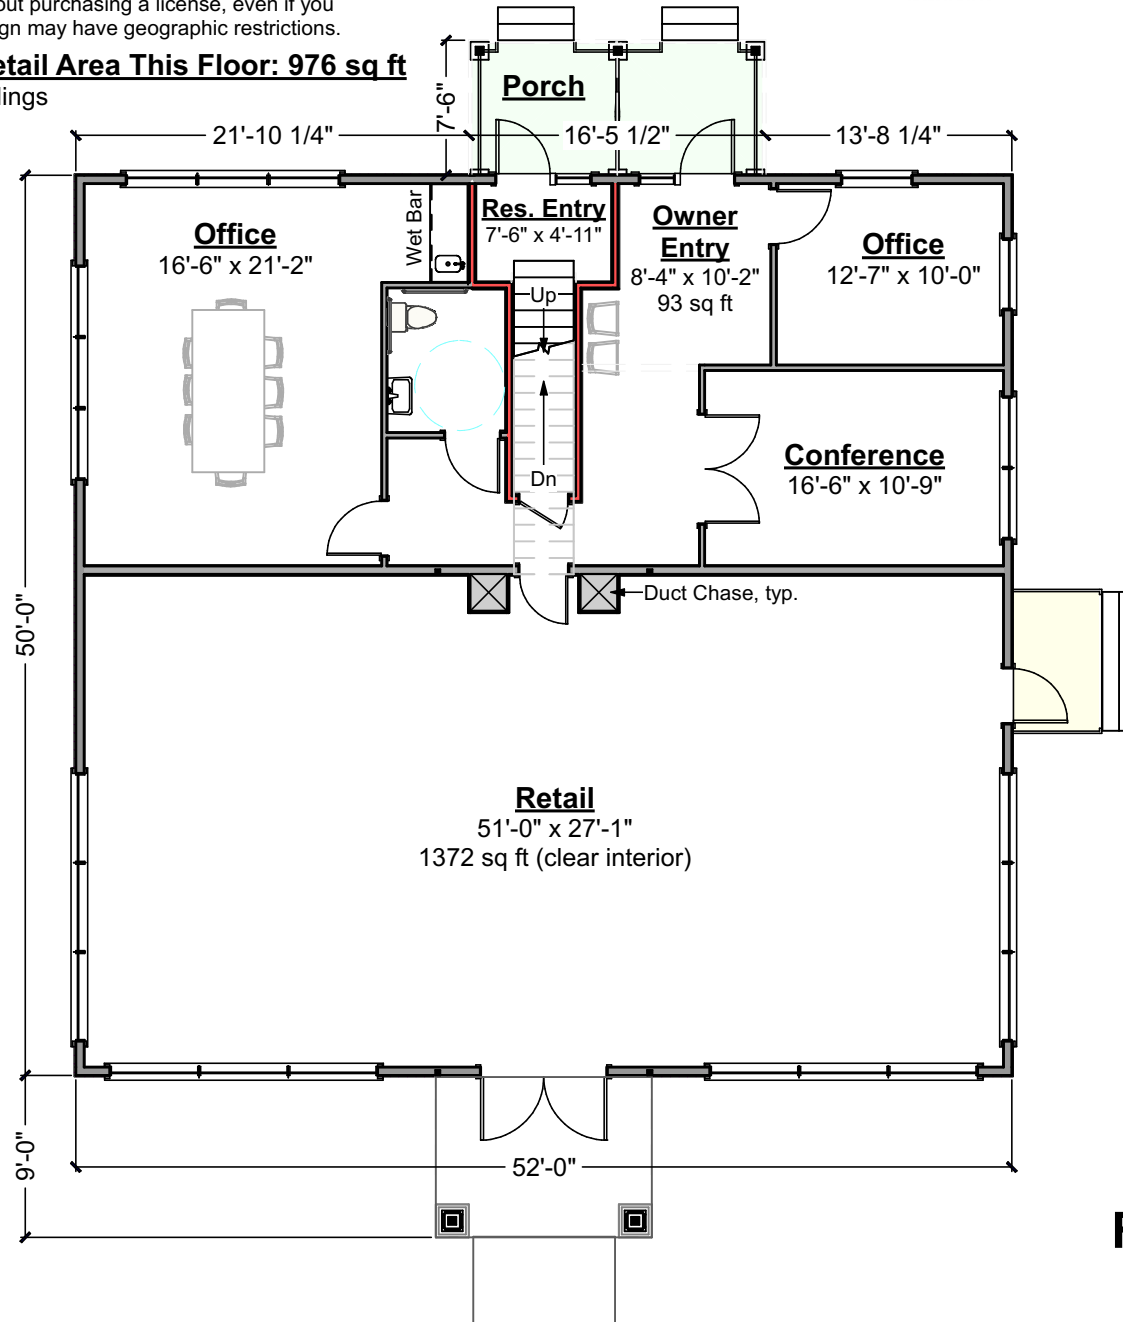 purchasing a license, even if you
may have geographic restrictions.
Area This Floor: 976 sq ft
Porch
7'-6"
21'-10 1/4"
16'-5 1/2"
13'-8 1/4"
Office
16'-6" x 21'-2"
Wet Bar
Res. Entry
7'-6" x 4'-11"
Owner
Entry
8'-4" x 10'-2"
93 sq ft
Office
12'-7" x 10'-0"
Up
Dn
Conference
16'-6" x 10'-9"
Duct Chase, typ.
50'-0"
Retail
51'-0" x 27'-1"
1372 sq ft (clear interior)
9'-0"
52'-0"